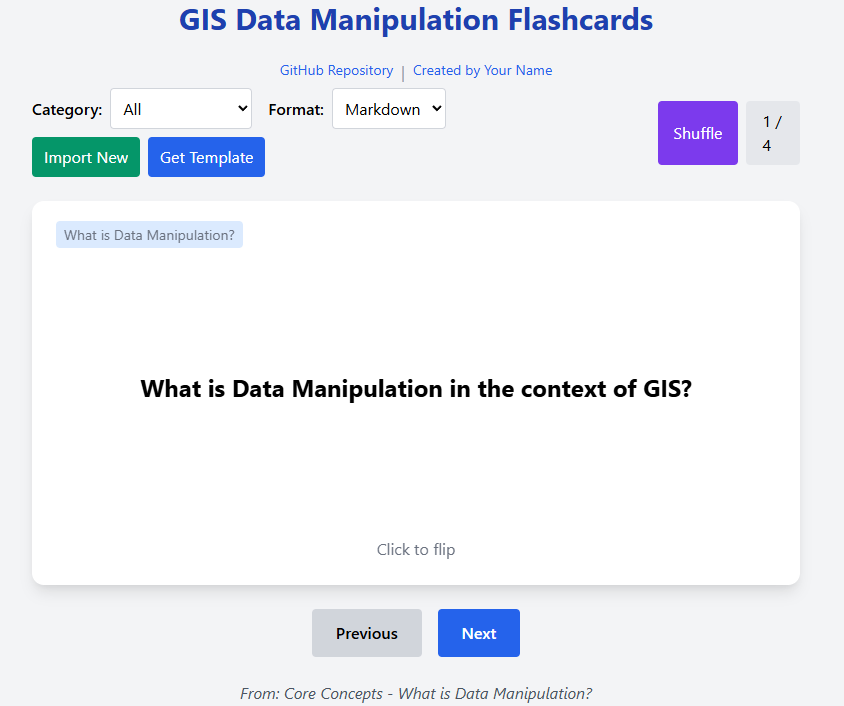 GIS Data Manipulation Flashcards
GitHub Repository | Created by Your Name
Category: All Format: Markdown
Import New Get Template
Shuffle
1 /
4
What is Data Manipulation?
What is Data Manipulation in the context of GIS?
Click to flip
Previous Next
From: Core Concepts - What is Data Manipulation?